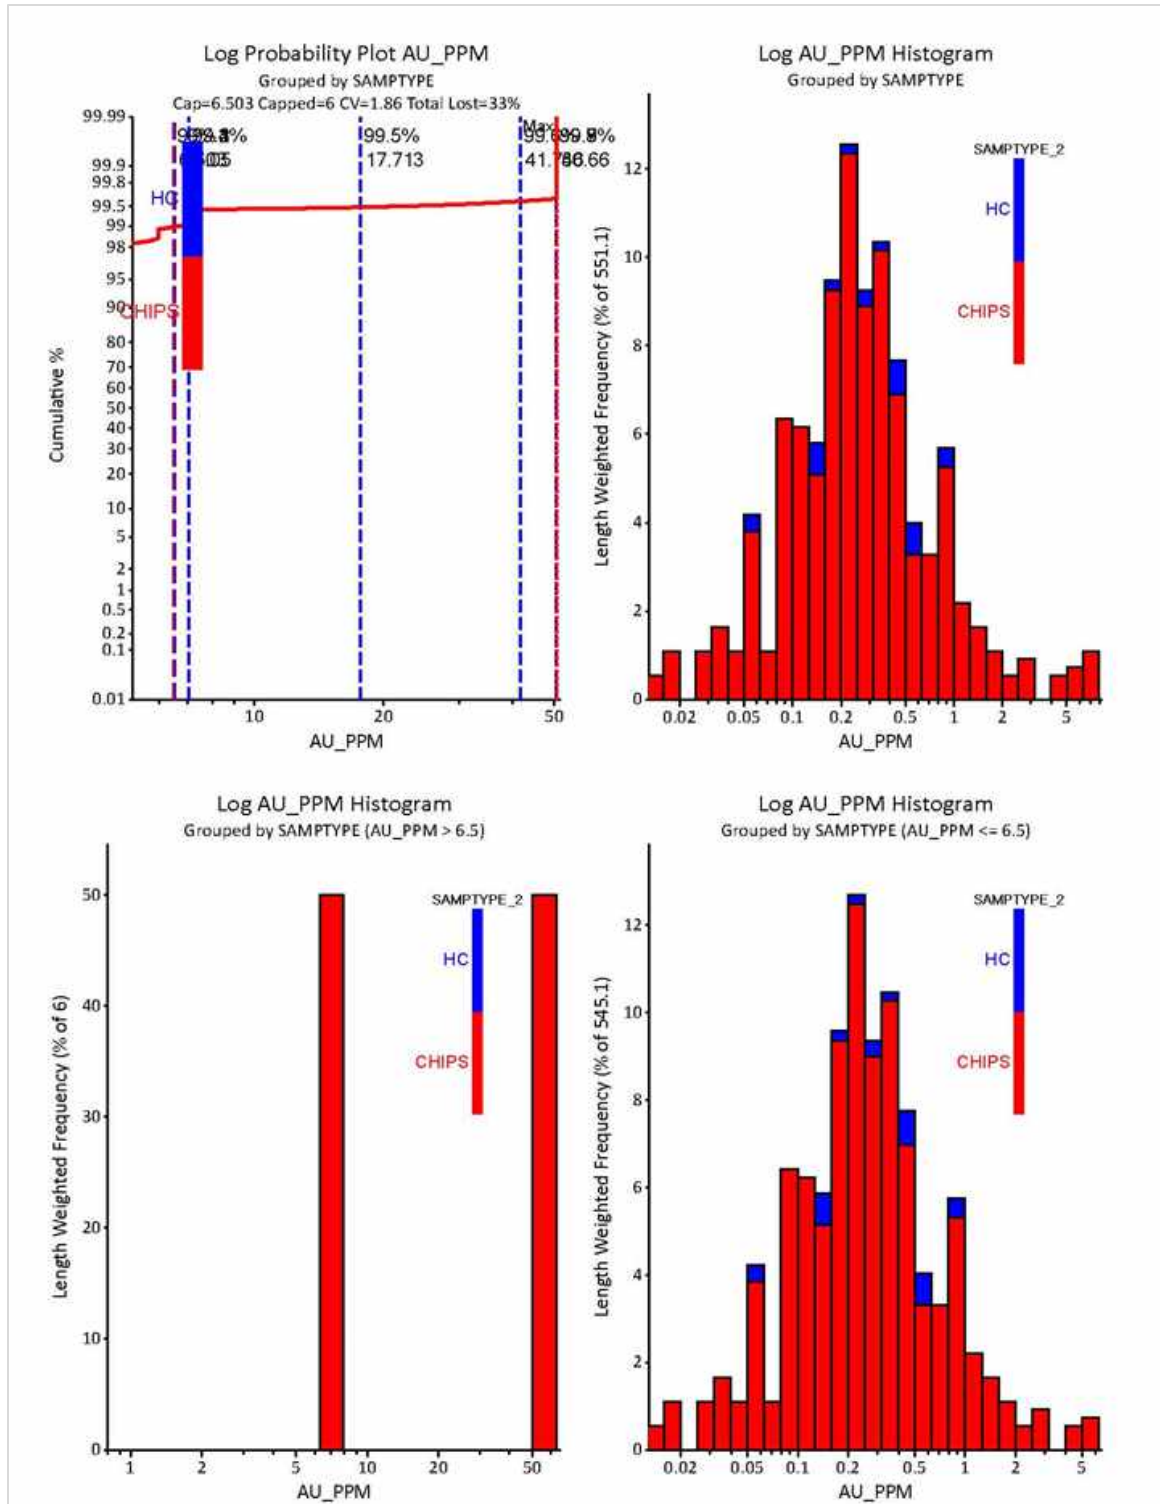 Log Probability Plot AU_PPM
Grouped by SAMPTYPE
Cap=6.503 Capped=6 CV=1.86 Total Lost=33%
99.99
99.9
99.8
99.5
99
98
95
90
80
70
60
50
40
30
20
10
5
2
1
0.5
0.2
0.1
0.01
Cumulative %
99.5%
17.713
Max
HC
CHIPS
10
20
50
AU_PPM
Log AU_PPM Histogram
Grouped by SAMPTYPE
12
10
8
6
4
2
0
Length Weighted Frequency (% of 551.1)
SAMPTYPE_2
HC
CHIPS
0.02
0.05
0.1
0.2
0.5
1
2
5
AU_PPM
Log AU_PPM Histogram
Grouped by SAMPTYPE (AU_PPM > 6.5)
50
40
30
20
10
0
Length Weighted Frequency (% of 6)
SAMPTYPE_2
HC
CHIPS
1
2
5
10
20
50
AU_PPM
Log AU_PPM Histogram
Grouped by SAMPTYPE (AU_PPM <= 6.5)
12
10
8
6
4
2
0
Length Weighted Frequency (% of 545.1)
SAMPTYPE_2
HC
CHIPS
0.02
0.05
0.1
0.2
0.5
1
2
5
AU_PPM